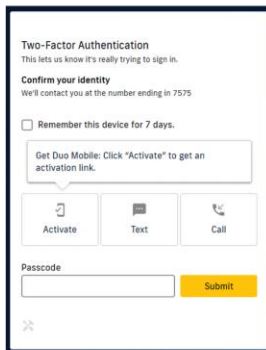 Two-Factor Authentication
This lets us know it's really trying to sign in.
Confirm your identity
We'll contact you at the number ending in 7575
Remember this device for 7 days.
Get Duo Mobile: Click "Activate" to get an
activation link.
Activate
Text
Call
Passcode
Submit